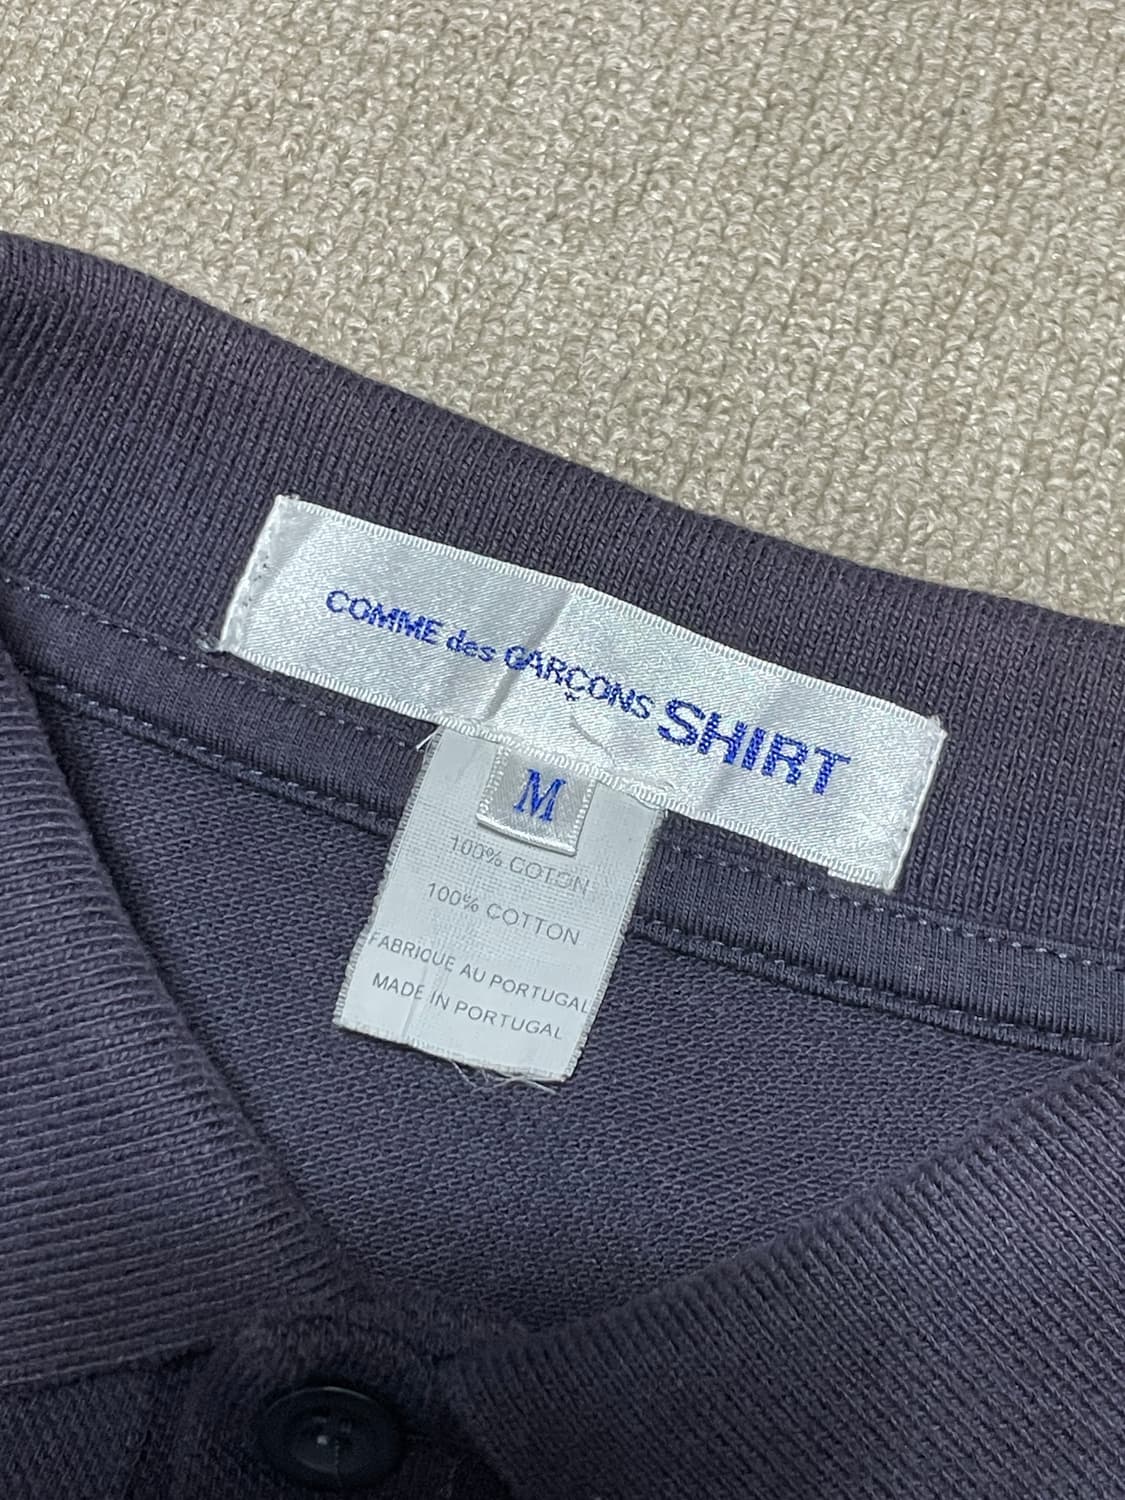 COMME des GARÇONS SHIRT
M
100% COTON
100% COTTON
FABRIQUE AU PORTUGAL
MADE IN PORTUGAL